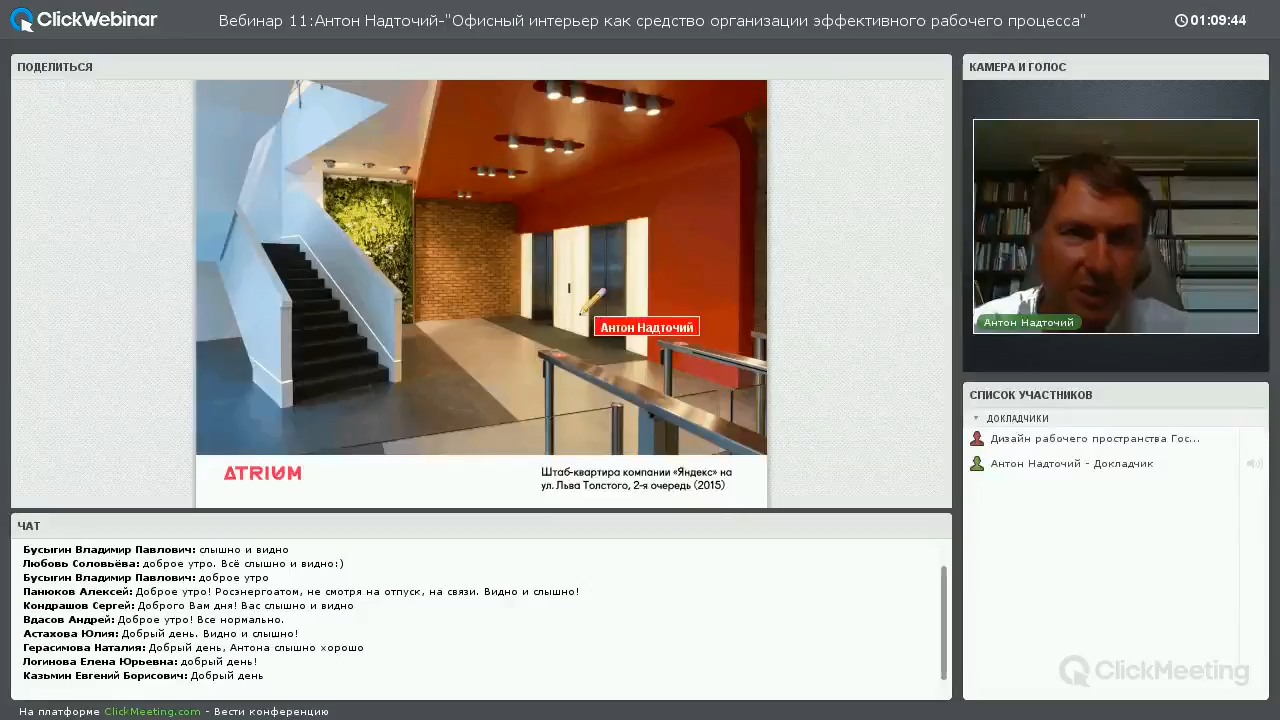 ClickWebinar
Вебинар 11:Антон Надточий-"Офисный интерьер как средство организации эффективного рабочего процесса"
01:09:44
ПОДЕЛИТЬСЯ
Антон Надточий
ATRIUM
Штаб-квартира компании «Яндекс» на
ул. Льва Толстого, 2-я очередь (2015)
КАМЕРА И ГОЛОС
Антон Надточий
СПИСОК УЧАСТНИКОВ
ДОКЛАДЧИКИ
Дизайн рабочего пространства Гос...
Антон Надточий - Докладчик
ЧАТ
Бусыгин Владимир Павлович: слышно и видно
Любовь Соловьёва: доброе утро. Всё слышно и видно:)
Бусыгин Владимир Павлович: доброе утро
Панюков Алексей: Доброе утро! Росэнергоатом, не смотря на отпуск, на связи. Видно и слышно!
Кондрашов Сергей: Доброго Вам дня! Вас слышно и видно
Вдасов Андрей: Доброе утро! Все нормально.
Астахова Юлия: Добрый день. Видно и слышно!
Герасимова Наталия: Добрый день, Антона слышно хорошо
Логинова Елена Юрьевна: добрый день!
Казьмин Евгений Борисович: Добрый день
ClickMeeting
На платформе ClickMeeting.com - Вести конференцию